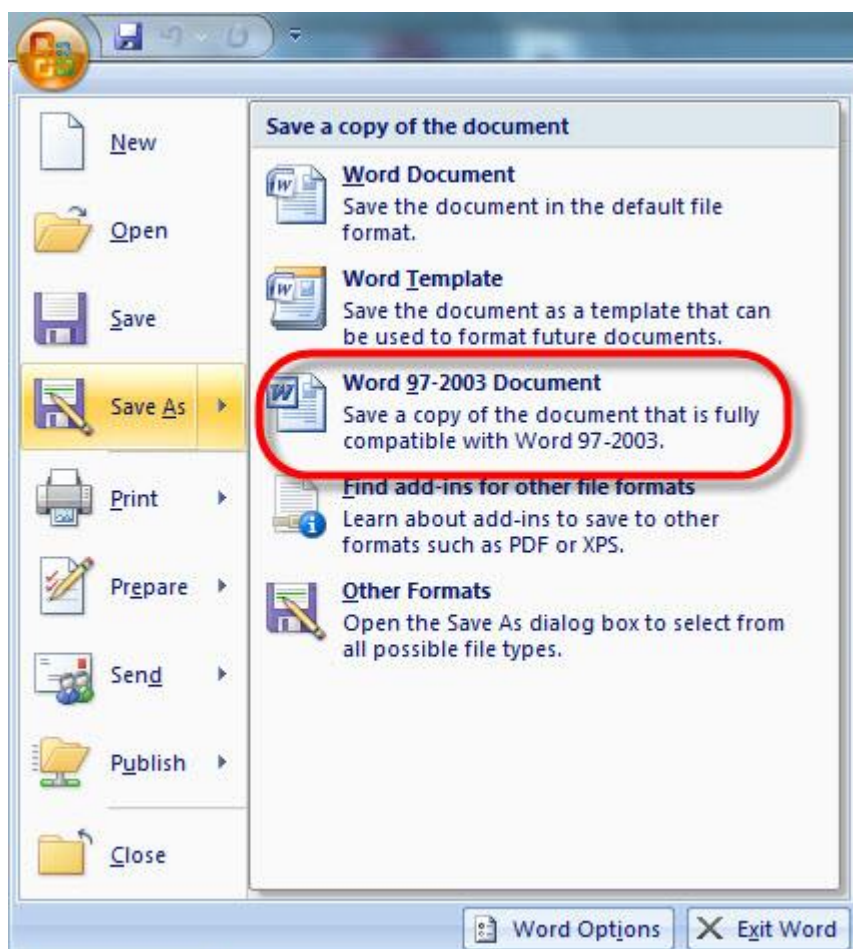 New
Open
Save
Save As
Print
Prepare
Send
Publish
Close
Save a copy of the document
Word Document
Save the document in the default file
format.
Word Template
Save the document as a template that can
be used to format future documents.
Word 97-2003 Document
Save a copy of the document that is fully
compatible with Word 97-2003.
Find add-ins for other file formats
Learn about add-ins to save to other
formats such as PDF or XPS.
Other Formats
Open the Save As dialog box to select from
all possible file types.
Word Options
Exit Word